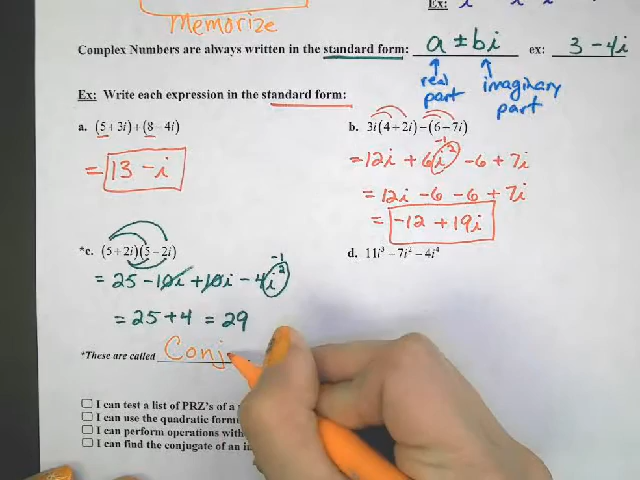 Ex:
Memorize
Complex Numbers are always written in the standard form: a ± bi ex: 3 - 4i
real part
imaginary part
Ex: Write each expression in the standard form:
a. (5 + 3i) + (8 - 4i)
= 13 - i
b. 3i(4 + 2i) - (6 - 7i)
-1
= 12i + 6i² - 6 + 7i
= 12i - 6 - 6 + 7i
= -12 + 19i
*c. (5 + 2i)(5 - 2i)
-1
= 25 - 10i + 10i - 4i²
= 25 + 4 = 29
d. 11i³ - 7i² - 4i⁴
*These are called Conj
I can test a list of PRZ's of a
I can use the quadratic
I can perform operations with
I can find the conjugate of an